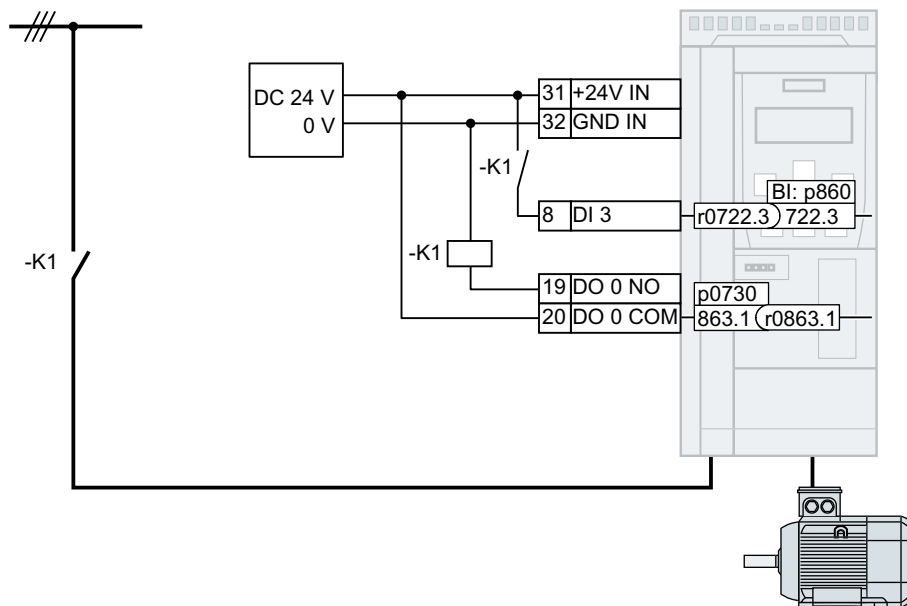 DC 24 V
0 V
31 +24V IN
32 GND IN
-K1
BI: p860
8 DI 3
r0722.3 722.3
-K1
-K1
19 DO 0 NO
p0730
20 DO 0 COM
863.1 r0863.1